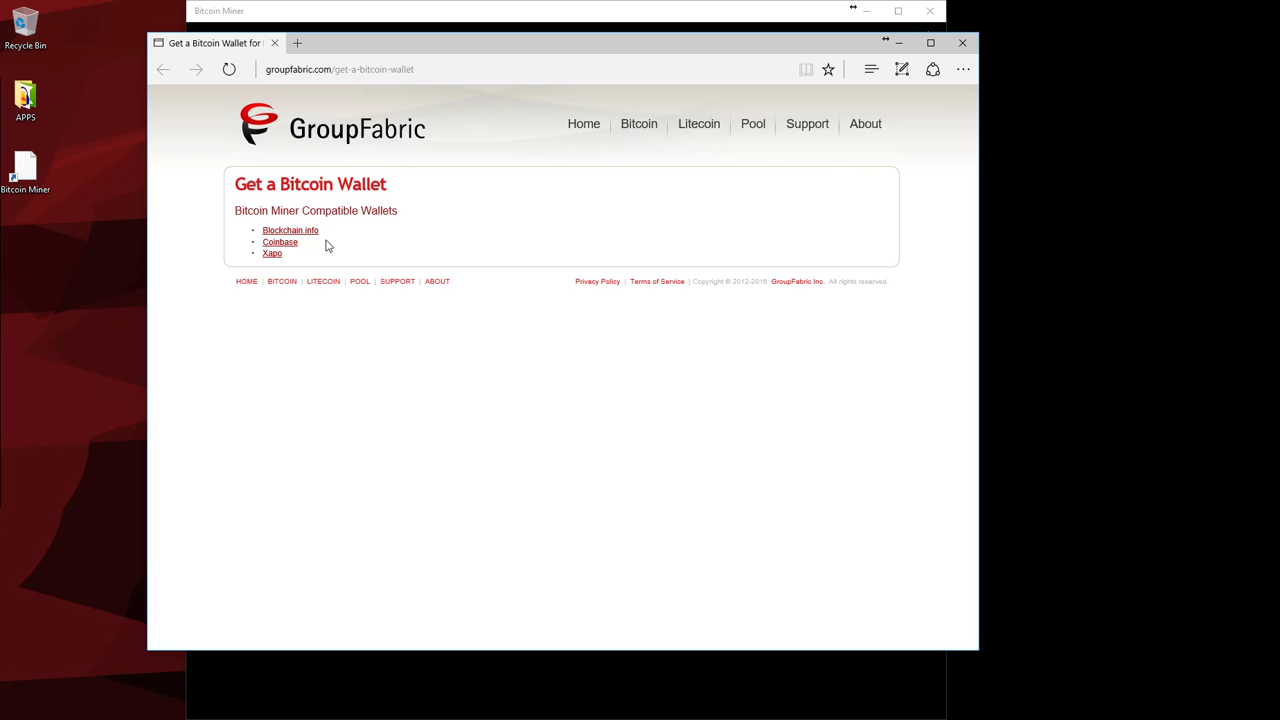 Bitcoin Miner
Recycle Bin
APPS
Bitcoin Miner
Get a Bitcoin Wallet for
groupfabric.com/get-a-bitcoin-wallet
GroupFabric
Home Bitcoin Litecoin Pool Support About
Get a Bitcoin Wallet
Bitcoin Miner Compatible Wallets
• Blockchain.info
• Coinbase
• Xapo
HOME | BITCOIN | LITECOIN | POOL | SUPPORT | ABOUT
Privacy Policy | Terms of Service | Copyright © 2012-2016 GroupFabric Inc. All rights reserved.